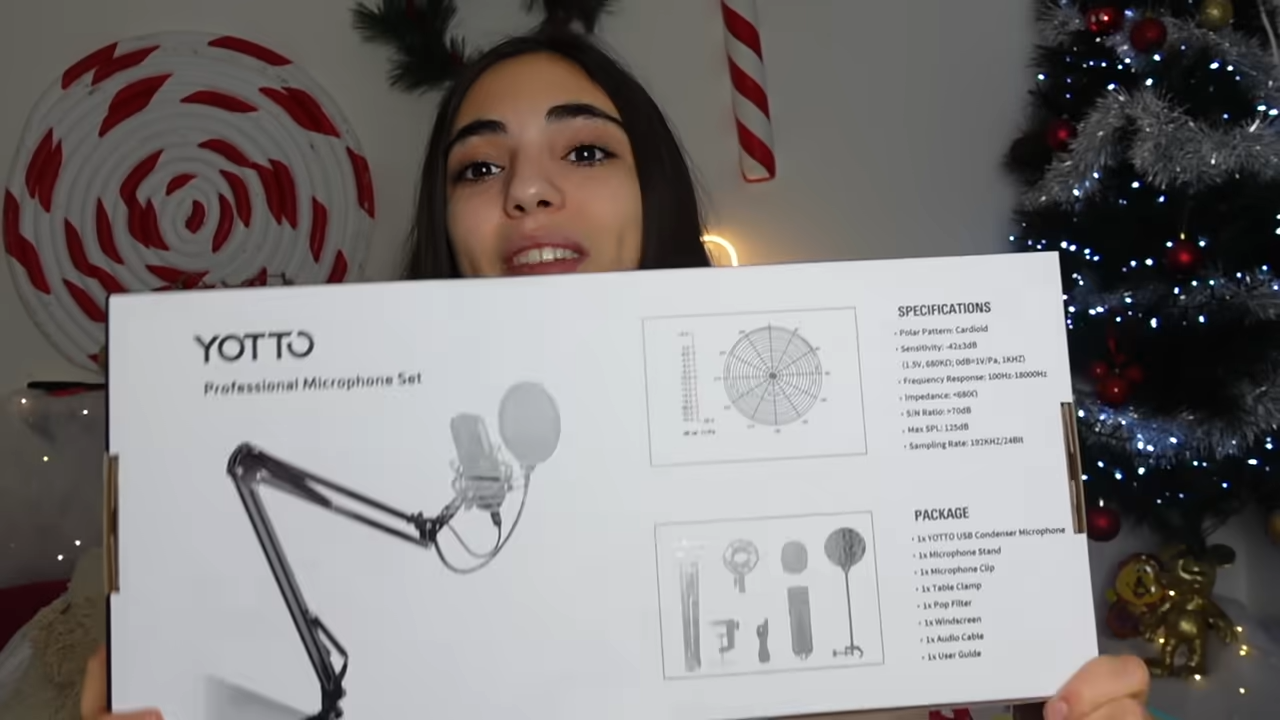 YOTTO
Professional Microphone Set
SPECIFICATIONS
• Polar Pattern: Cardioid
• Sensitivity: -42±3dB
(1.5V, 680KΩ; 0dB=1V/Pa, 1KHZ)
• Frequency Response: 100Hz-18000Hz
• Impedance: <680Ω
• S/N Ratio: >70dB
• Max SPL: 125dB
• Sampling Rate: 192KHZ/24Bit
PACKAGE
• 1x YOTTO USB Condenser Microphone
• 1x Microphone Stand
• 1x Microphone Clip
• 1x Table Clamp
• 1x Pop Filter
• 1x Windscreen
• 1x Audio Cable
• 1x User Guide